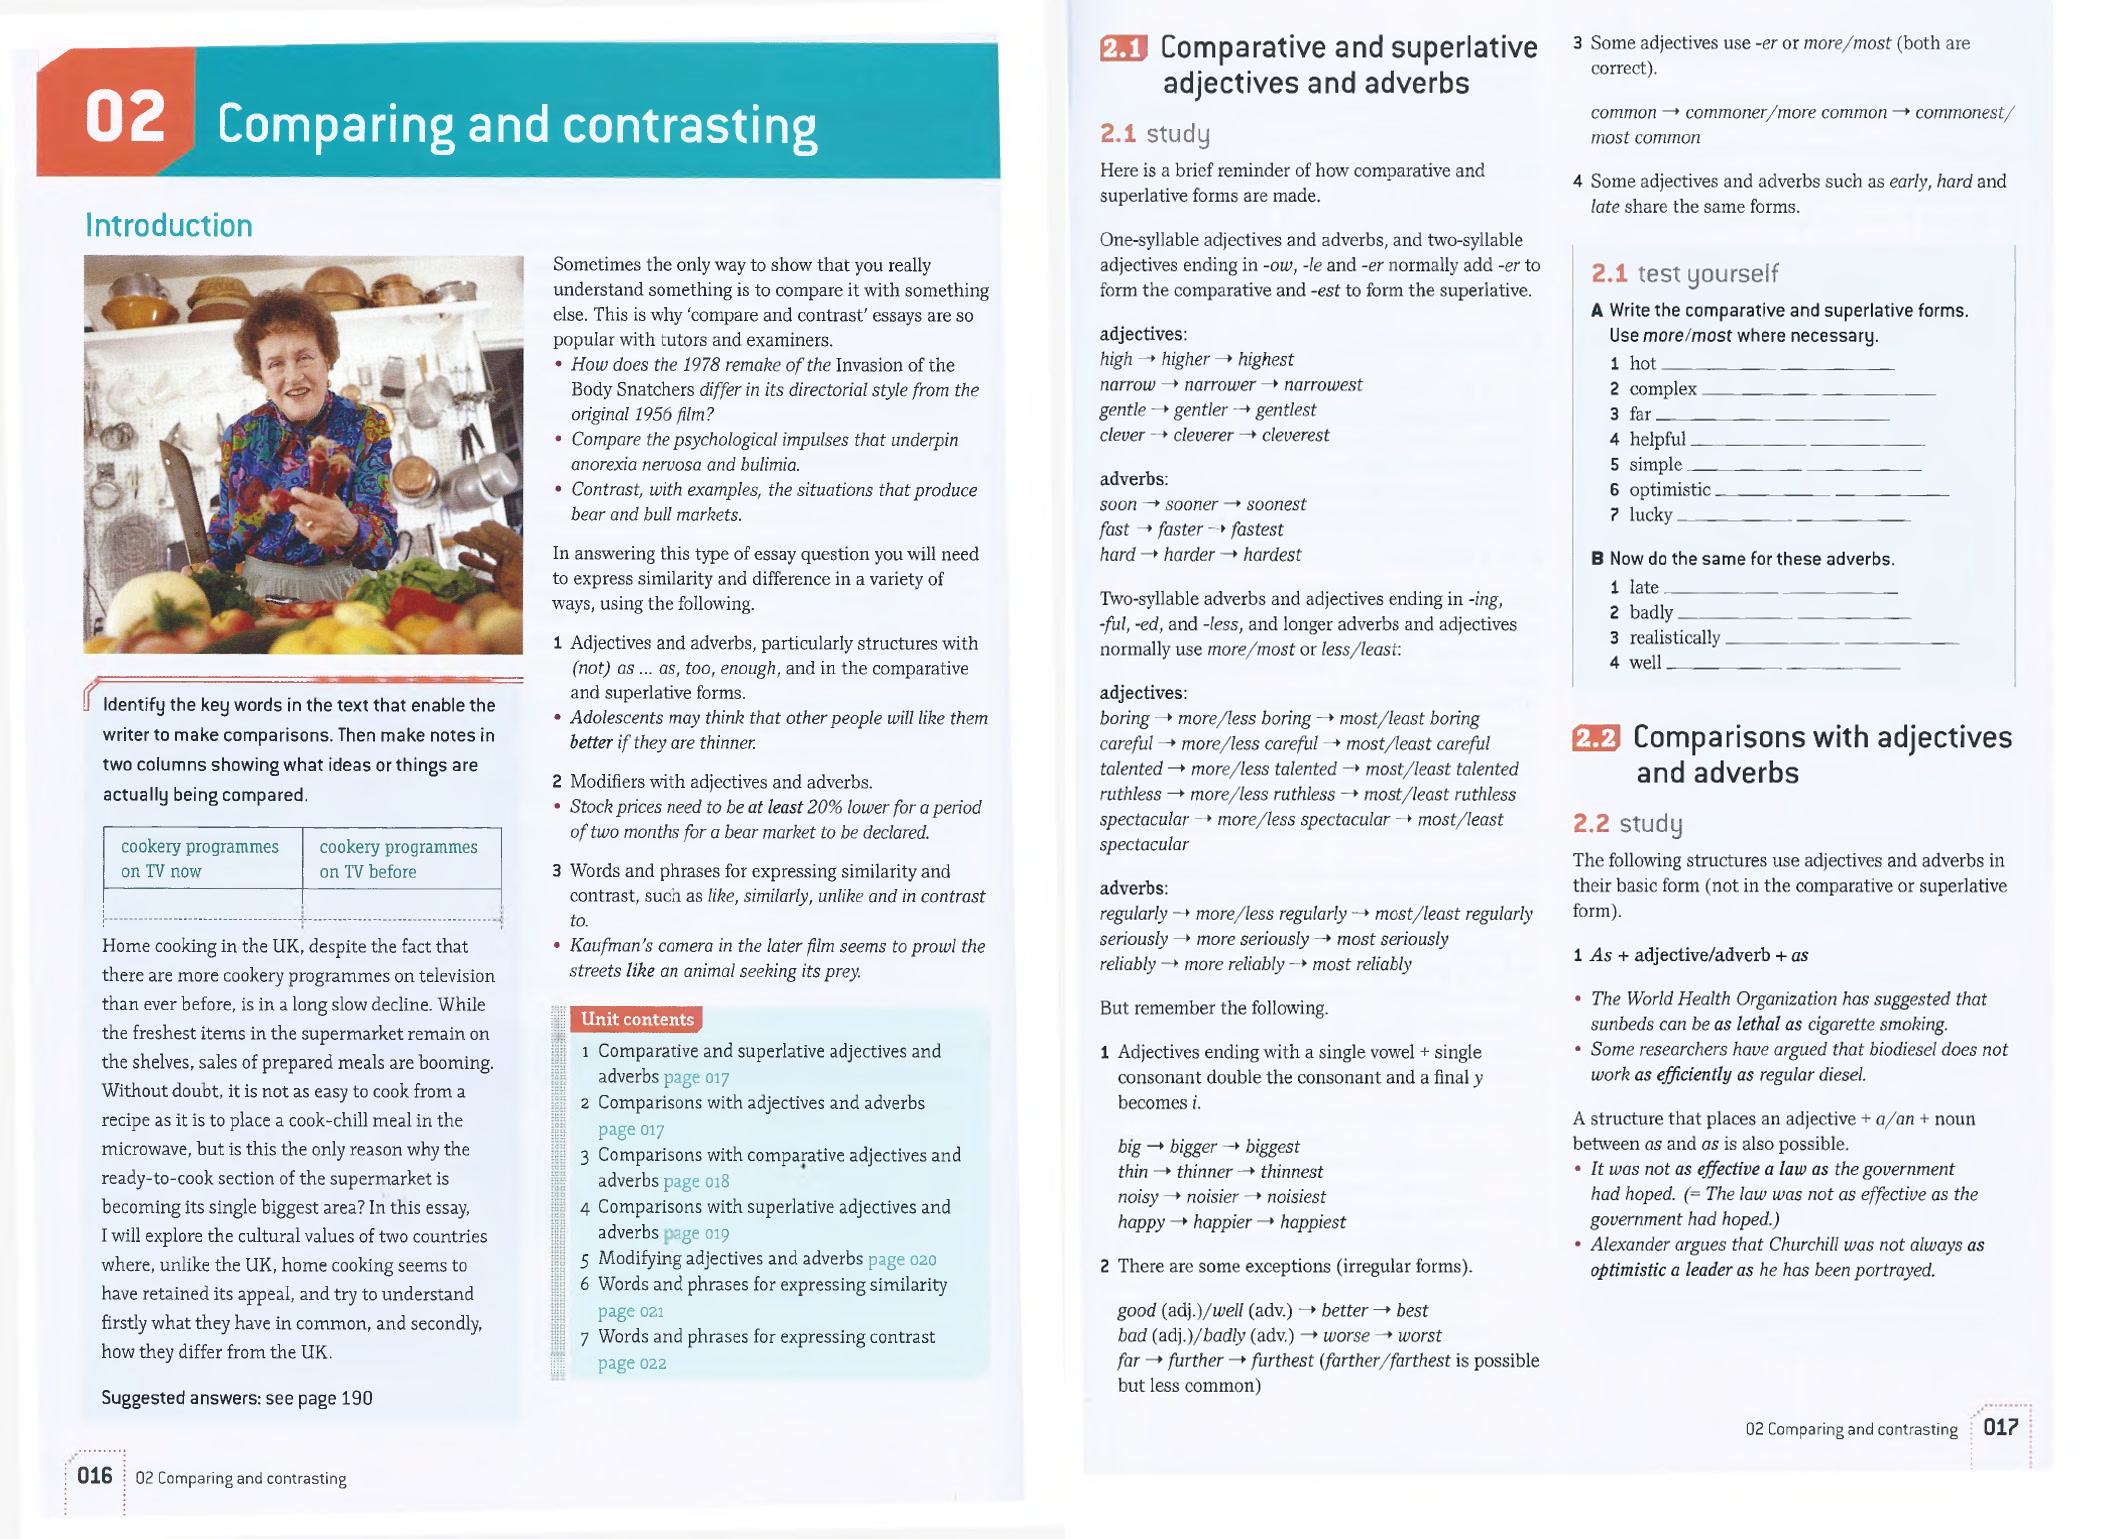 02 Comparing and contrasting
Introduction
Identify the key words in the text that enable the
writer to make comparisons. Then make notes in
two columns showing what ideas or things are
actually being compared.
cookery programmes
on TV now
cookery programmes
on TV before
Home cooking in the UK, despite the fact that
there are more cookery programmes on television
than ever before, is in a long slow decline. While
the freshest items in the supermarket remain on
the shelves, sales of prepared meals are booming.
Without doubt, it is not as easy to cook from a
recipe as it is to place a cook-chill meal in the
microwave, but is this the only reason why the
ready-to-cook section of the supermarket is
becoming its single biggest area? In this essay,
I will explore the cultural values of two countries
where, unlike the UK, home cooking seems to
have retained its appeal, and try to understand
firstly what they have in common, and secondly,
how they differ from the UK.
Suggested answers: see page 190
Sometimes the only way to show that you really
understand something is to compare it with something
else. This is why 'compare and contrast' essays are so
popular with tutors and examiners.
• How does the 1978 remake of the Invasion of the
Body Snatchers differ in its directorial style from the
original 1956 film?
• Compare the psychological impulses that underpin
anorexia nervosa and bulimia.
• Contrast, with examples, the situations that produce
bear and bull markets.
In answering this type of essay question you will need
to express similarity and difference in a variety of
ways, using the following.
1 Adjectives and adverbs, particularly structures with
(not) as ... as, too, enough, and in the comparative
and superlative forms.
• Adolescents may think that other people will like them
better if they are thinner.
2 Modifiers with adjectives and adverbs.
• Stock prices need to be at least 20% lower for a period
of two months for a bear market to be declared.
3 Words and phrases for expressing similarity and
contrast, such as like, similarly, unlike and in contrast
to.
• Kaufman's camera in the later film seems to prowl the
streets like an animal seeking its prey.
Unit contents
1 Comparative and superlative adjectives and
adverbs page 017
2 Comparisons with adjectives and adverbs
page 017
3 Comparisons with comparative adjectives and
adverbs page 018
4 Comparisons with superlative adjectives and
adverbs page 019
5 Modifying adjectives and adverbs page 020
6 Words and phrases for expressing similarity
page 021
7 Words and phrases for expressing contrast
page 022
016 02 Comparing and contrasting
2.1 Comparative and superlative
adjectives and adverbs
2.1 study
Here is a brief reminder of how comparative and
superlative forms are made.
One-syllable adjectives and adverbs, and two-syllable
adjectives ending in -ow, -le and -er normally add -er to
form the comparative and -est to form the superlative.
adjectives:
high → higher → highest
narrow → narrower → narrowest
gentle → gentler → gentlest
clever → cleverer → cleverest
adverbs:
soon → sooner → soonest
fast → faster → fastest
hard → harder → hardest
Two-syllable adverbs and adjectives ending in -ing,
-ful, -ed, and -less, and longer adverbs and adjectives
normally use more/most or less/least:
adjectives:
boring → more/less boring → most/least boring
careful → more/less careful → most/least careful
talented → more/less talented → most/least talented
ruthless → more/less ruthless → most/least ruthless
spectacular → more/less spectacular → most/least
spectacular
adverbs:
regularly → more/less regularly → most/least regularly
seriously → more seriously → most seriously
reliably → more reliably → most reliably
But remember the following.
1 Adjectives ending with a single vowel + single
consonant double the consonant and a final y
becomes i.
big → bigger → biggest
thin → thinner → thinnest
noisy → noisier → noisiest
happy → happier → happiest
2 There are some exceptions (irregular forms).
good (adj.)/well (adv.) → better → best
bad (adj.)/badly (adv.) → worse → worst
far → further → furthest (farther/farthest is possible
but less common)
3 Some adjectives use -er or more/most (both are
correct).
common → commoner/more common → commonest/
most common
4 Some adjectives and adverbs such as early, hard and
late share the same forms.
2.1 test yourself
A Write the comparative and superlative forms.
Use more/most where necessary.
1 hot
2 complex
3 far
4 helpful
5 simple
6 optimistic
7 lucky
B Now do the same for these adverbs.
1 late
2 badly
3 realistically
4 well
2.2 Comparisons with adjectives
and adverbs
2.2 study
The following structures use adjectives and adverbs in
their basic form (not in the comparative or superlative
form).
1 As + adjective/adverb + as
• The World Health Organization has suggested that
sunbeds can be as lethal as cigarette smoking.
• Some researchers have argued that biodiesel does not
work as efficiently as regular diesel.
A structure that places an adjective + a/an + noun
between as and as is also possible.
• It was not as effective a law as the government
had hoped. (= The law was not as effective as the
government had hoped.)
• Alexander argues that Churchill was not always as
optimistic a leader as he has been portrayed.
02 Comparing and contrasting 017